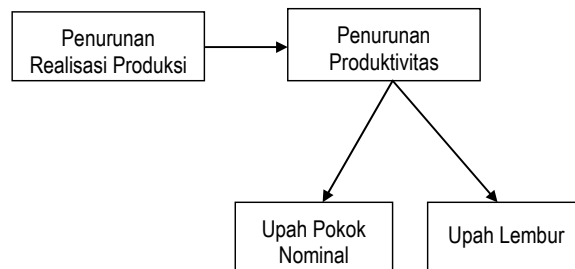 Penurunan
Realisasi Produksi
Penurunan
Produktivitas
Upah Pokok
Nominal
Upah Lembur